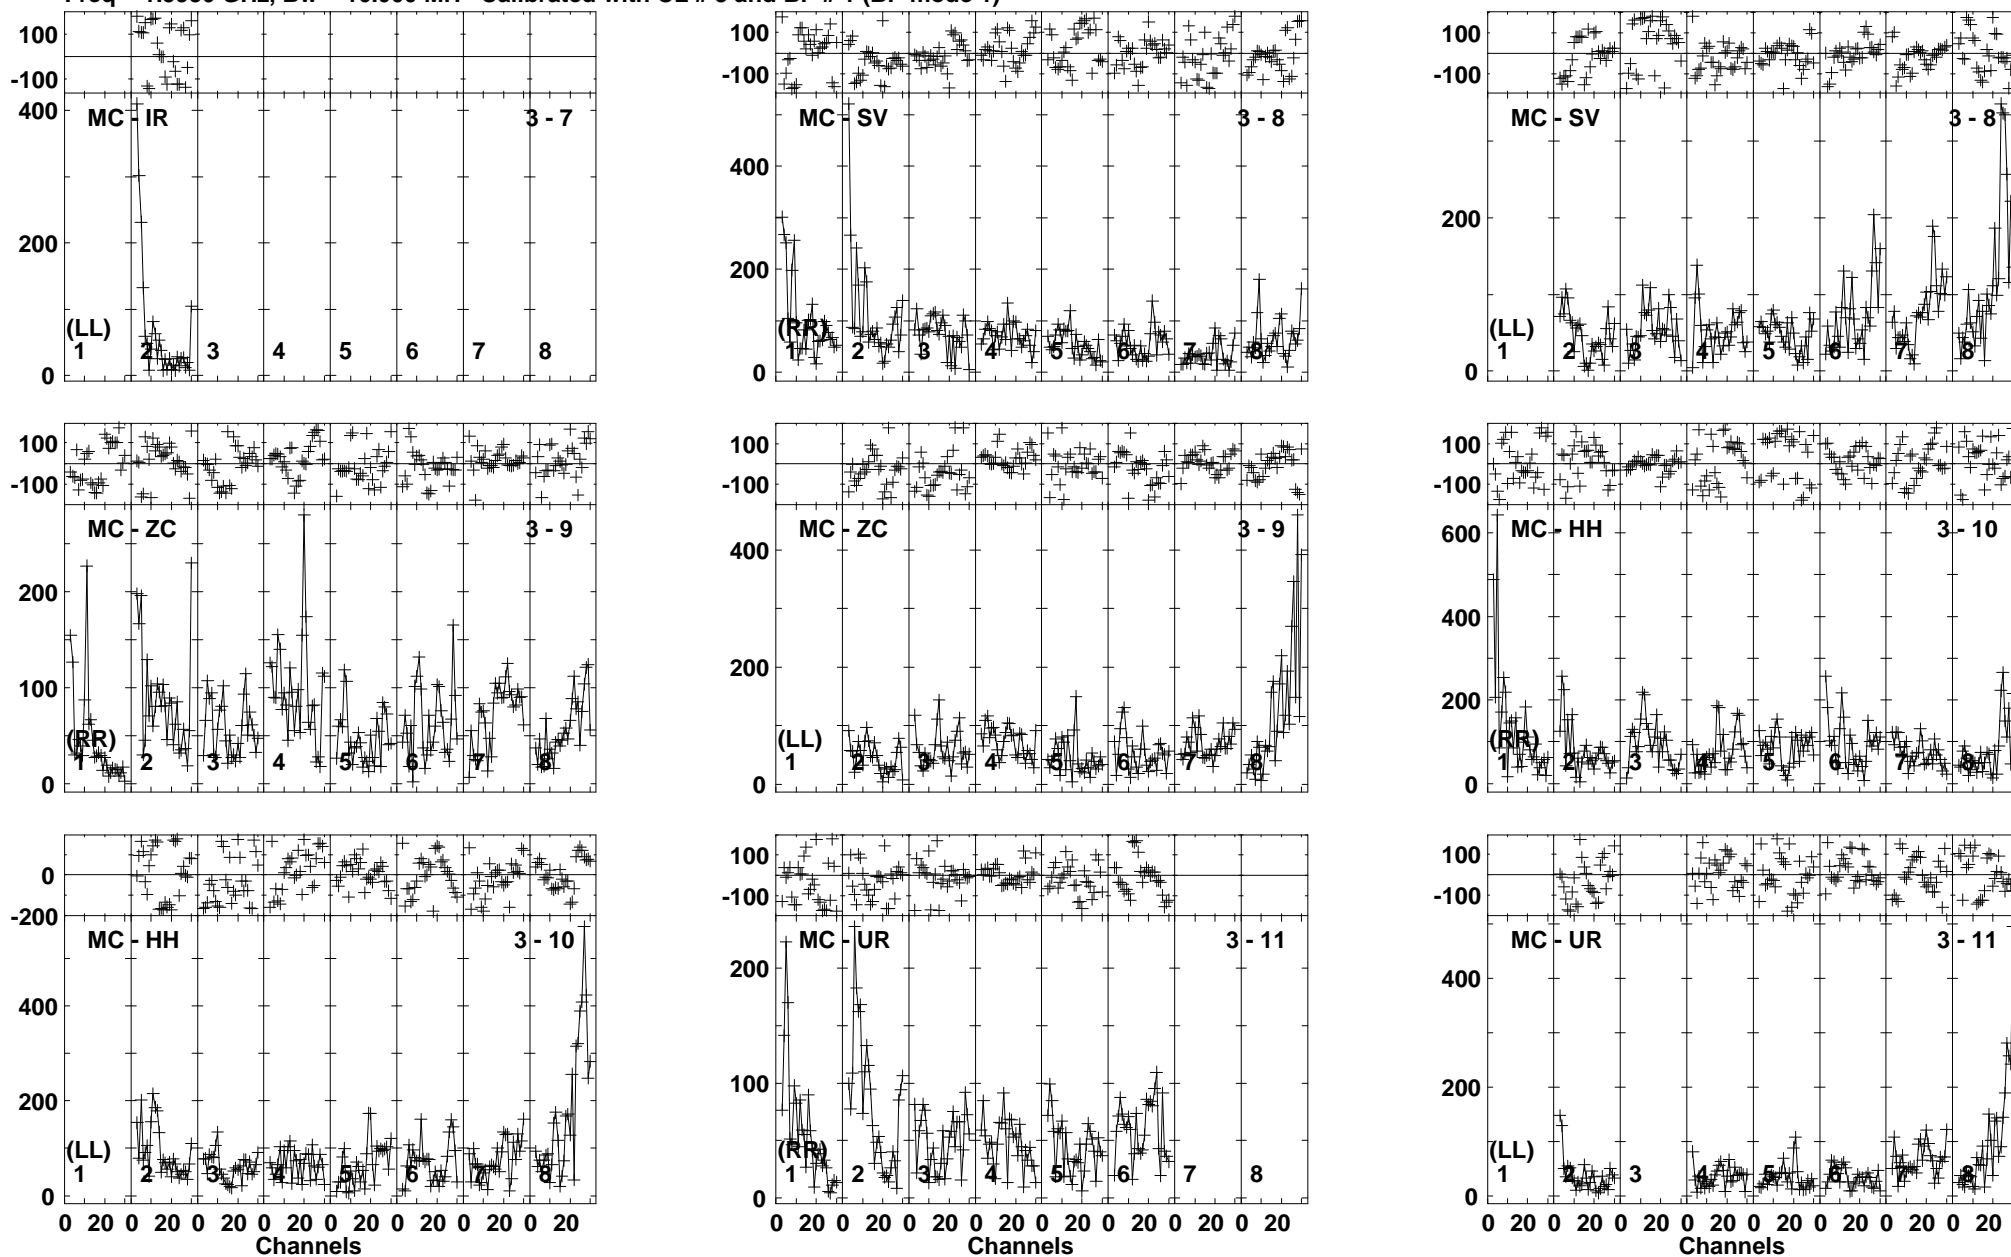 100 -100 100 -100 100 -100
MC - IR 3 - 7 MC - SV 3 - 8 MC - SV 3 - 8
400 200 0 400 200 0 200 0
(LL) (RR) (LL)
1 2 3 4 5 6 7 8 1 2 3 4 5 6 7 8 1 2 3 4 5 6 7 8
100 -100 100 -100 100 -100
MC - ZC 3 - 9 MC - ZC 3 - 9 MC - HH 3 - 10
200 100 0 400 200 0 600 400 200 0
(RR) (LL) (RR)
1 2 3 4 5 6 7 8 1 2 3 4 5 6 7 8 1 2 3 4 5 6 7 8
0 -200 100 -100 100 -100
MC - HH 3 - 10 MC - UR 3 - 11 MC - UR 3 - 11
400 200 0 200 100 0 400 200 0
(LL) (RR) (LL)
1 2 3 4 5 6 7 8 1 2 3 4 5 6 7 8 1 2 3 4 5 6 7 8
0 20 0 20 0 20 0 20 0 20 0 20 0 20 0 20 0 20 0 20 0 20 0 20 0 20 0 20 0 20 0 20 0 20 0 20 0 20 0 20 0 20 0 20 0 20 0 20
Channels Channels Channels